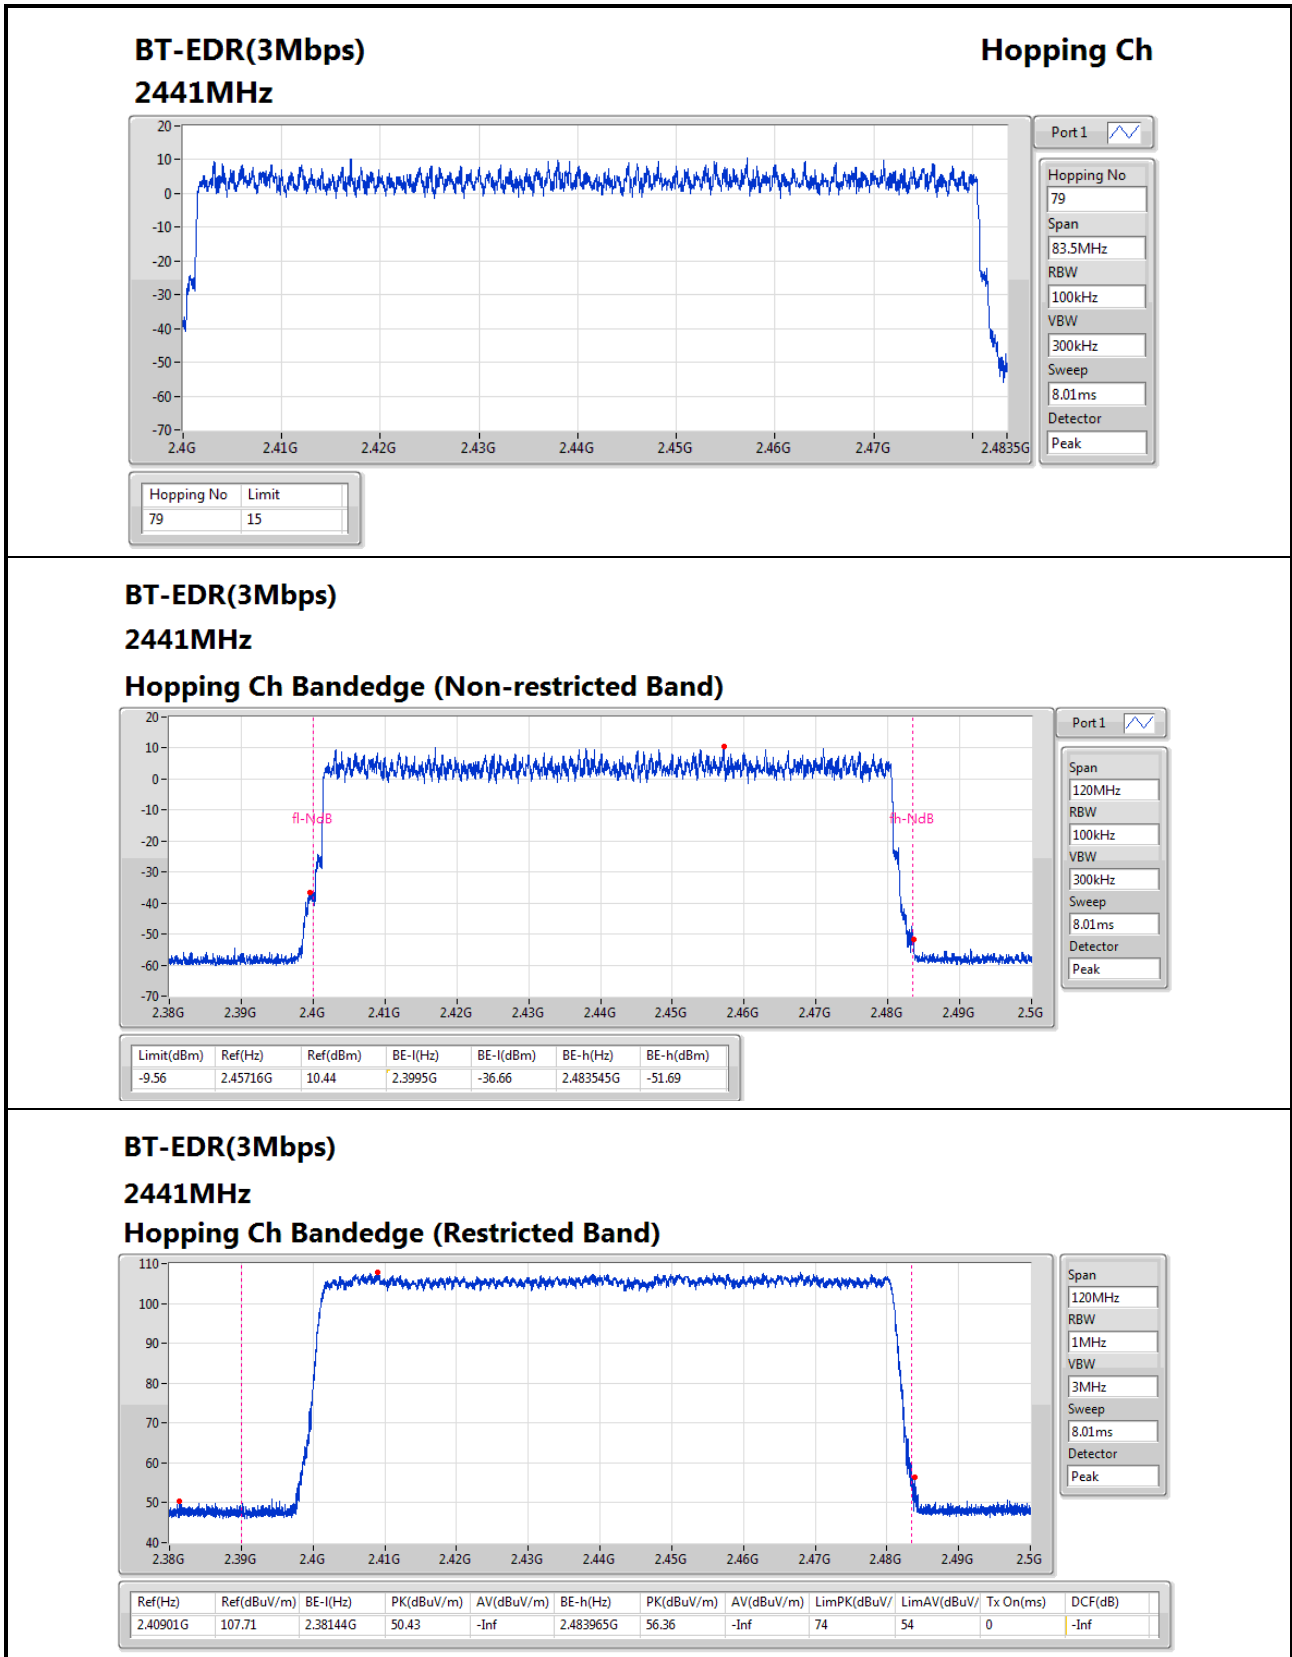 BT-EDR(3Mbps) Hopping Ch
2441MHz
20
10
0
-10
-20
-30
-40
-50
-60
-70
2.4G 2.41G 2.42G 2.43G 2.44G 2.45G 2.46G 2.47G 2.4835G
Port 1
Hopping No
79
Span
83.5MHz
RBW
100kHz
VBW
300kHz
Sweep
8.01ms
Detector
Peak
Hopping No Limit
79 15
BT-EDR(3Mbps)
2441MHz
Hopping Ch Bandedge (Non-restricted Band)
20
10
0
-10
fl-NdB fh-NdB
-20
-30
-40
-50
-60
-70
2.38G 2.39G 2.4G 2.41G 2.42G 2.43G 2.44G 2.45G 2.46G 2.47G 2.48G 2.49G 2.5G
Port 1
Span
120MHz
RBW
100kHz
VBW
300kHz
Sweep
8.01ms
Detector
Peak
Limit(dBm) Ref(Hz) Ref(dBm) BE-l(Hz) BE-l(dBm) BE-h(Hz) BE-h(dBm)
-9.56 2.45716G 10.44 2.3995G -36.66 2.483545G -51.69
BT-EDR(3Mbps)
2441MHz
Hopping Ch Bandedge (Restricted Band)
110
100
90
80
70
60
50
40
2.38G 2.39G 2.4G 2.41G 2.42G 2.43G 2.44G 2.45G 2.46G 2.47G 2.48G 2.49G 2.5G
Span
120MHz
RBW
1MHz
VBW
3MHz
Sweep
8.01ms
Detector
Peak
Ref(Hz) Ref(dBuV/m) BE-l(Hz) PK(dBuV/m) AV(dBuV/m) BE-h(Hz) PK(dBuV/m) AV(dBuV/m) LimPK(dBuV/ LimAV(dBuV/ Tx On(ms) DCF(dB)
2.40901G 107.71 2.38144G 50.43 -Inf 2.483965G 56.36 -Inf 74 54 0 -Inf